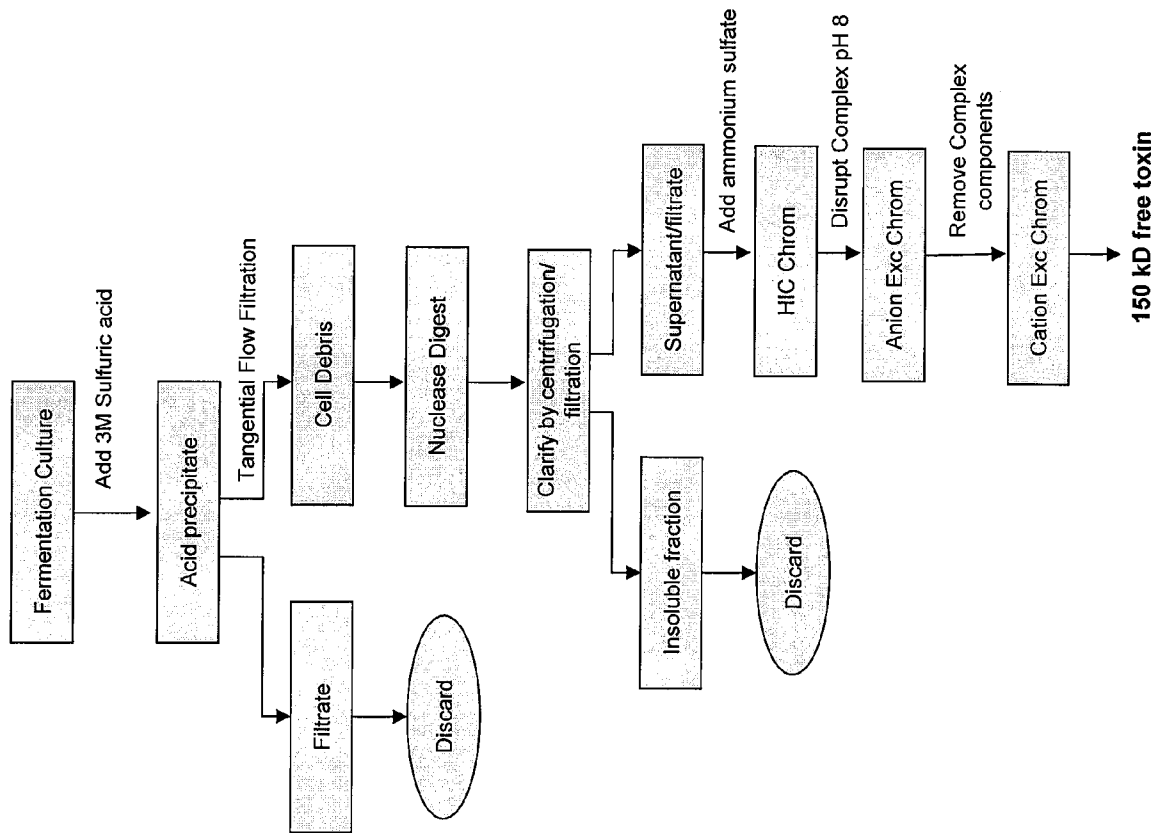 Fermentation Culture
Add 3M Sulfuric acid
Acid precipitate
Tangential Flow Filtration
Filtrate
Discard
Cell Debris
Nuclease Digest
Clarify by centrifugation/
filtration
Insoluble fraction
Discard
Supernatant/filtrate
Add ammonium sulfate
HIC Chrom
Disrupt Complex pH 8
Anion Exc Chrom
Remove Complex
components
Cation Exc Chrom
150 kD free toxin